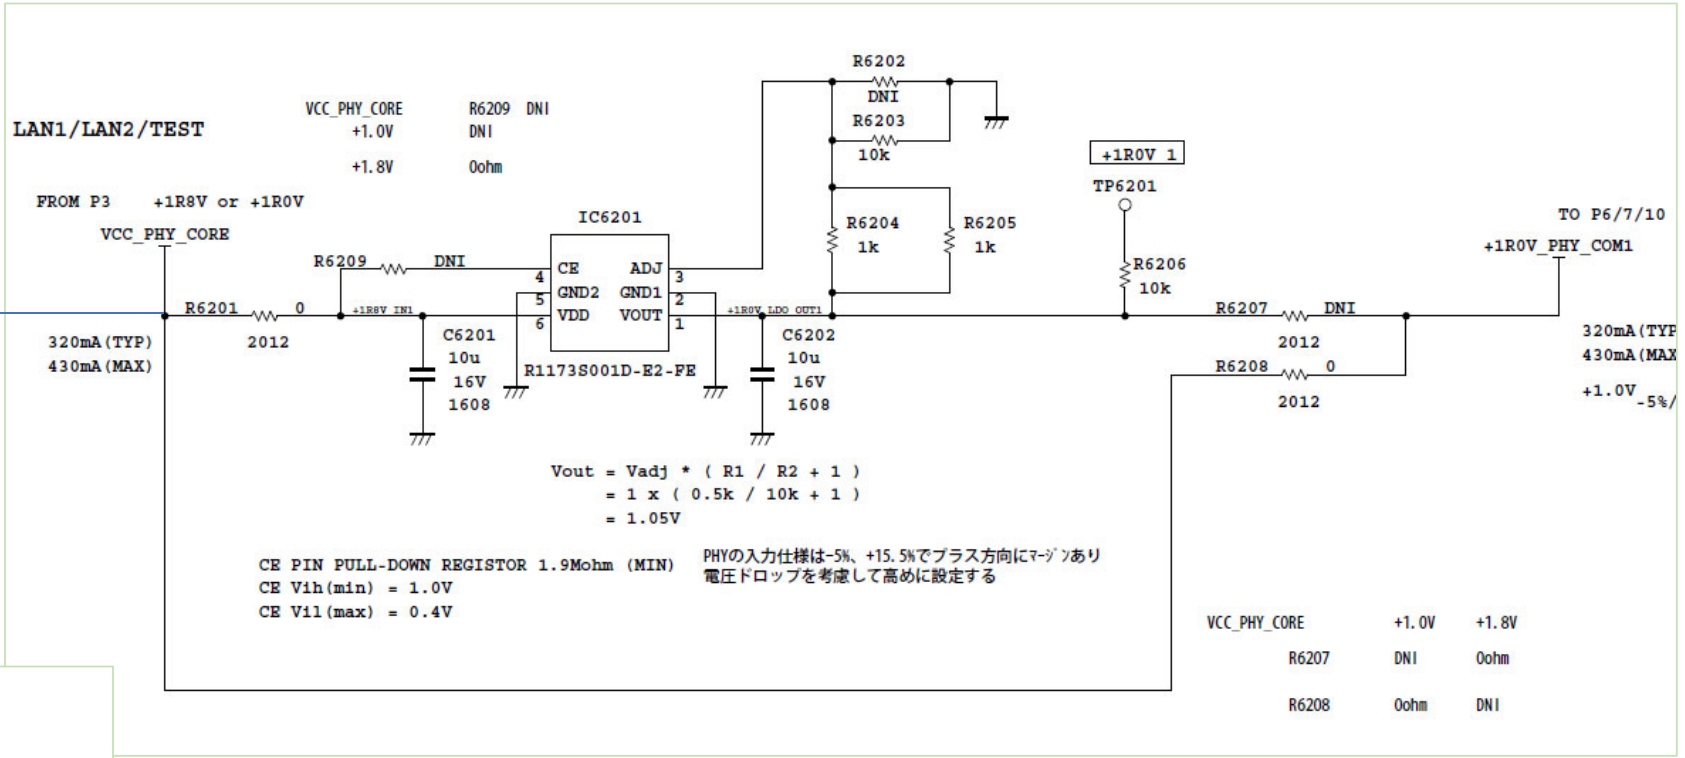 R6202
DNI
R6203
10k
VCC_PHY_CORE R6209 DNI
+1.0V DNI
+1.8V 0ohm
LAN1/LAN2/TEST
+1R0V 1
TP6201
FROM P3 +1R8V or +1R0V
VCC_PHY_CORE
IC6201
R6204
1k
R6205
1k
TO P6/7/10
+1R0V_PHY_COM1
R6209 DNI
4 CE ADJ 3
5 GND2 GND1 2
6 VDD VOUT 1
R6206
10k
R6201 0
2012
+1R8V IN1
+1R0V LDO OUT1
R6207 DNI
2012
320mA(TYP)
430mA(MAX)
C6201
10u
16V
1608
R1173S001D-E2-FE
C6202
10u
16V
1608
R6208 0
2012
320mA(TYP
430mA(MAX
+1.0V
-5%/
Vout = Vadj * ( R1 / R2 + 1 )
= 1 x ( 0.5k / 10k + 1 )
= 1.05V
CE PIN PULL-DOWN REGISTOR 1.9Mohm (MIN)
CE Vih(min) = 1.0V
CE Vil(max) = 0.4V
PHYの入力仕様は-5%、+15.5%でプラス方向にマージンあり
電圧ドロップを考慮して高めに設定する
VCC_PHY_CORE +1.0V +1.8V
R6207 DNI 0ohm
R6208 0ohm DNI